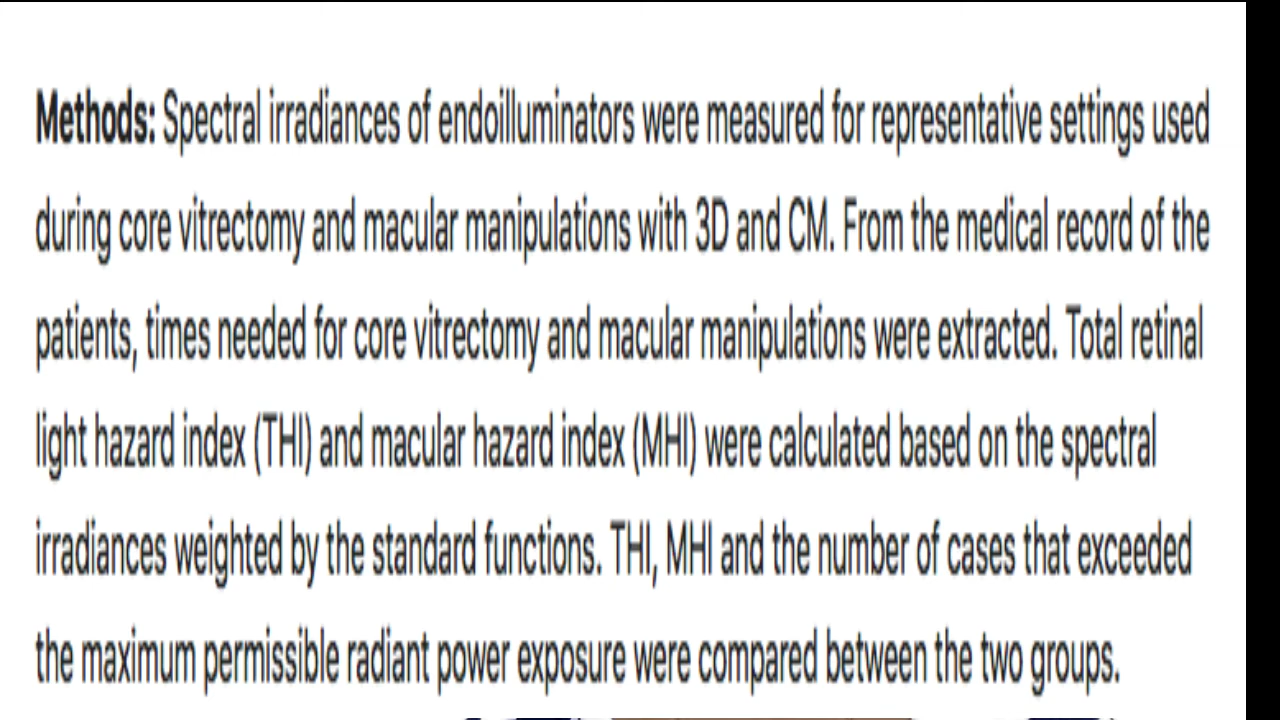 Methods: Spectral irradiances of endoilluminators were measured for representative settings used
during core vitrectomy and macular manipulations with 3D and CM. From the medical record of the
patients, times needed for core vitrectomy and macular manipulations were extracted. Total retinal
light hazard index (THI) and macular hazard index (MHI) were calculated based on the spectral
irradiances weighted by the standard functions. THI, MHI and the number of cases that exceeded
the maximum permissible radiant power exposure were compared between the two groups.